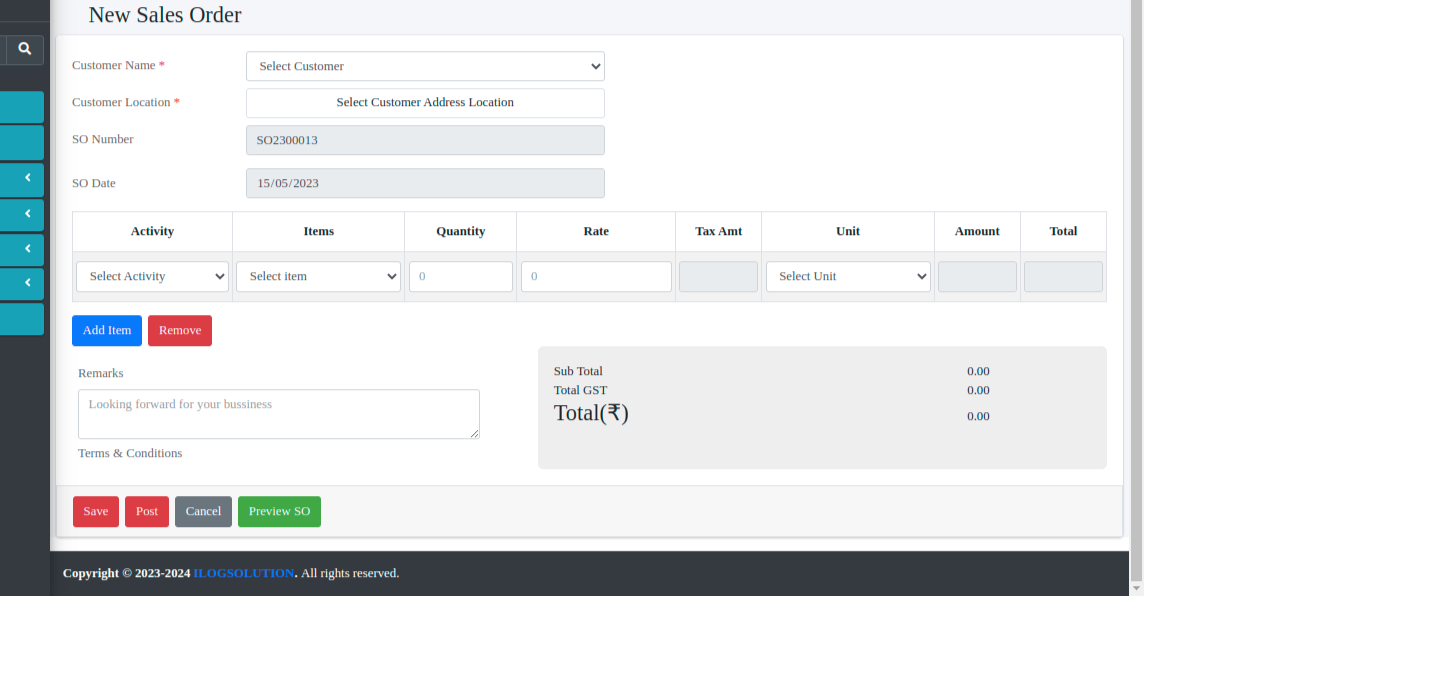 New Sales Order
Customer Name *
Select Customer
Customer Location *
Select Customer Address Location
SO Number
SO2300013
SO Date
15/05/2023
Activity Items Quantity Rate Tax Amt Unit Amount Total
Select Activity Select item 0 0 Select Unit
Add Item Remove
Remarks
Looking forward for your bussiness
Terms & Conditions
Sub Total 0.00
Total GST 0.00
Total(₹) 0.00
Save Post Cancel Preview SO
Copyright © 2023-2024 ILOGSOLUTION. All rights reserved.